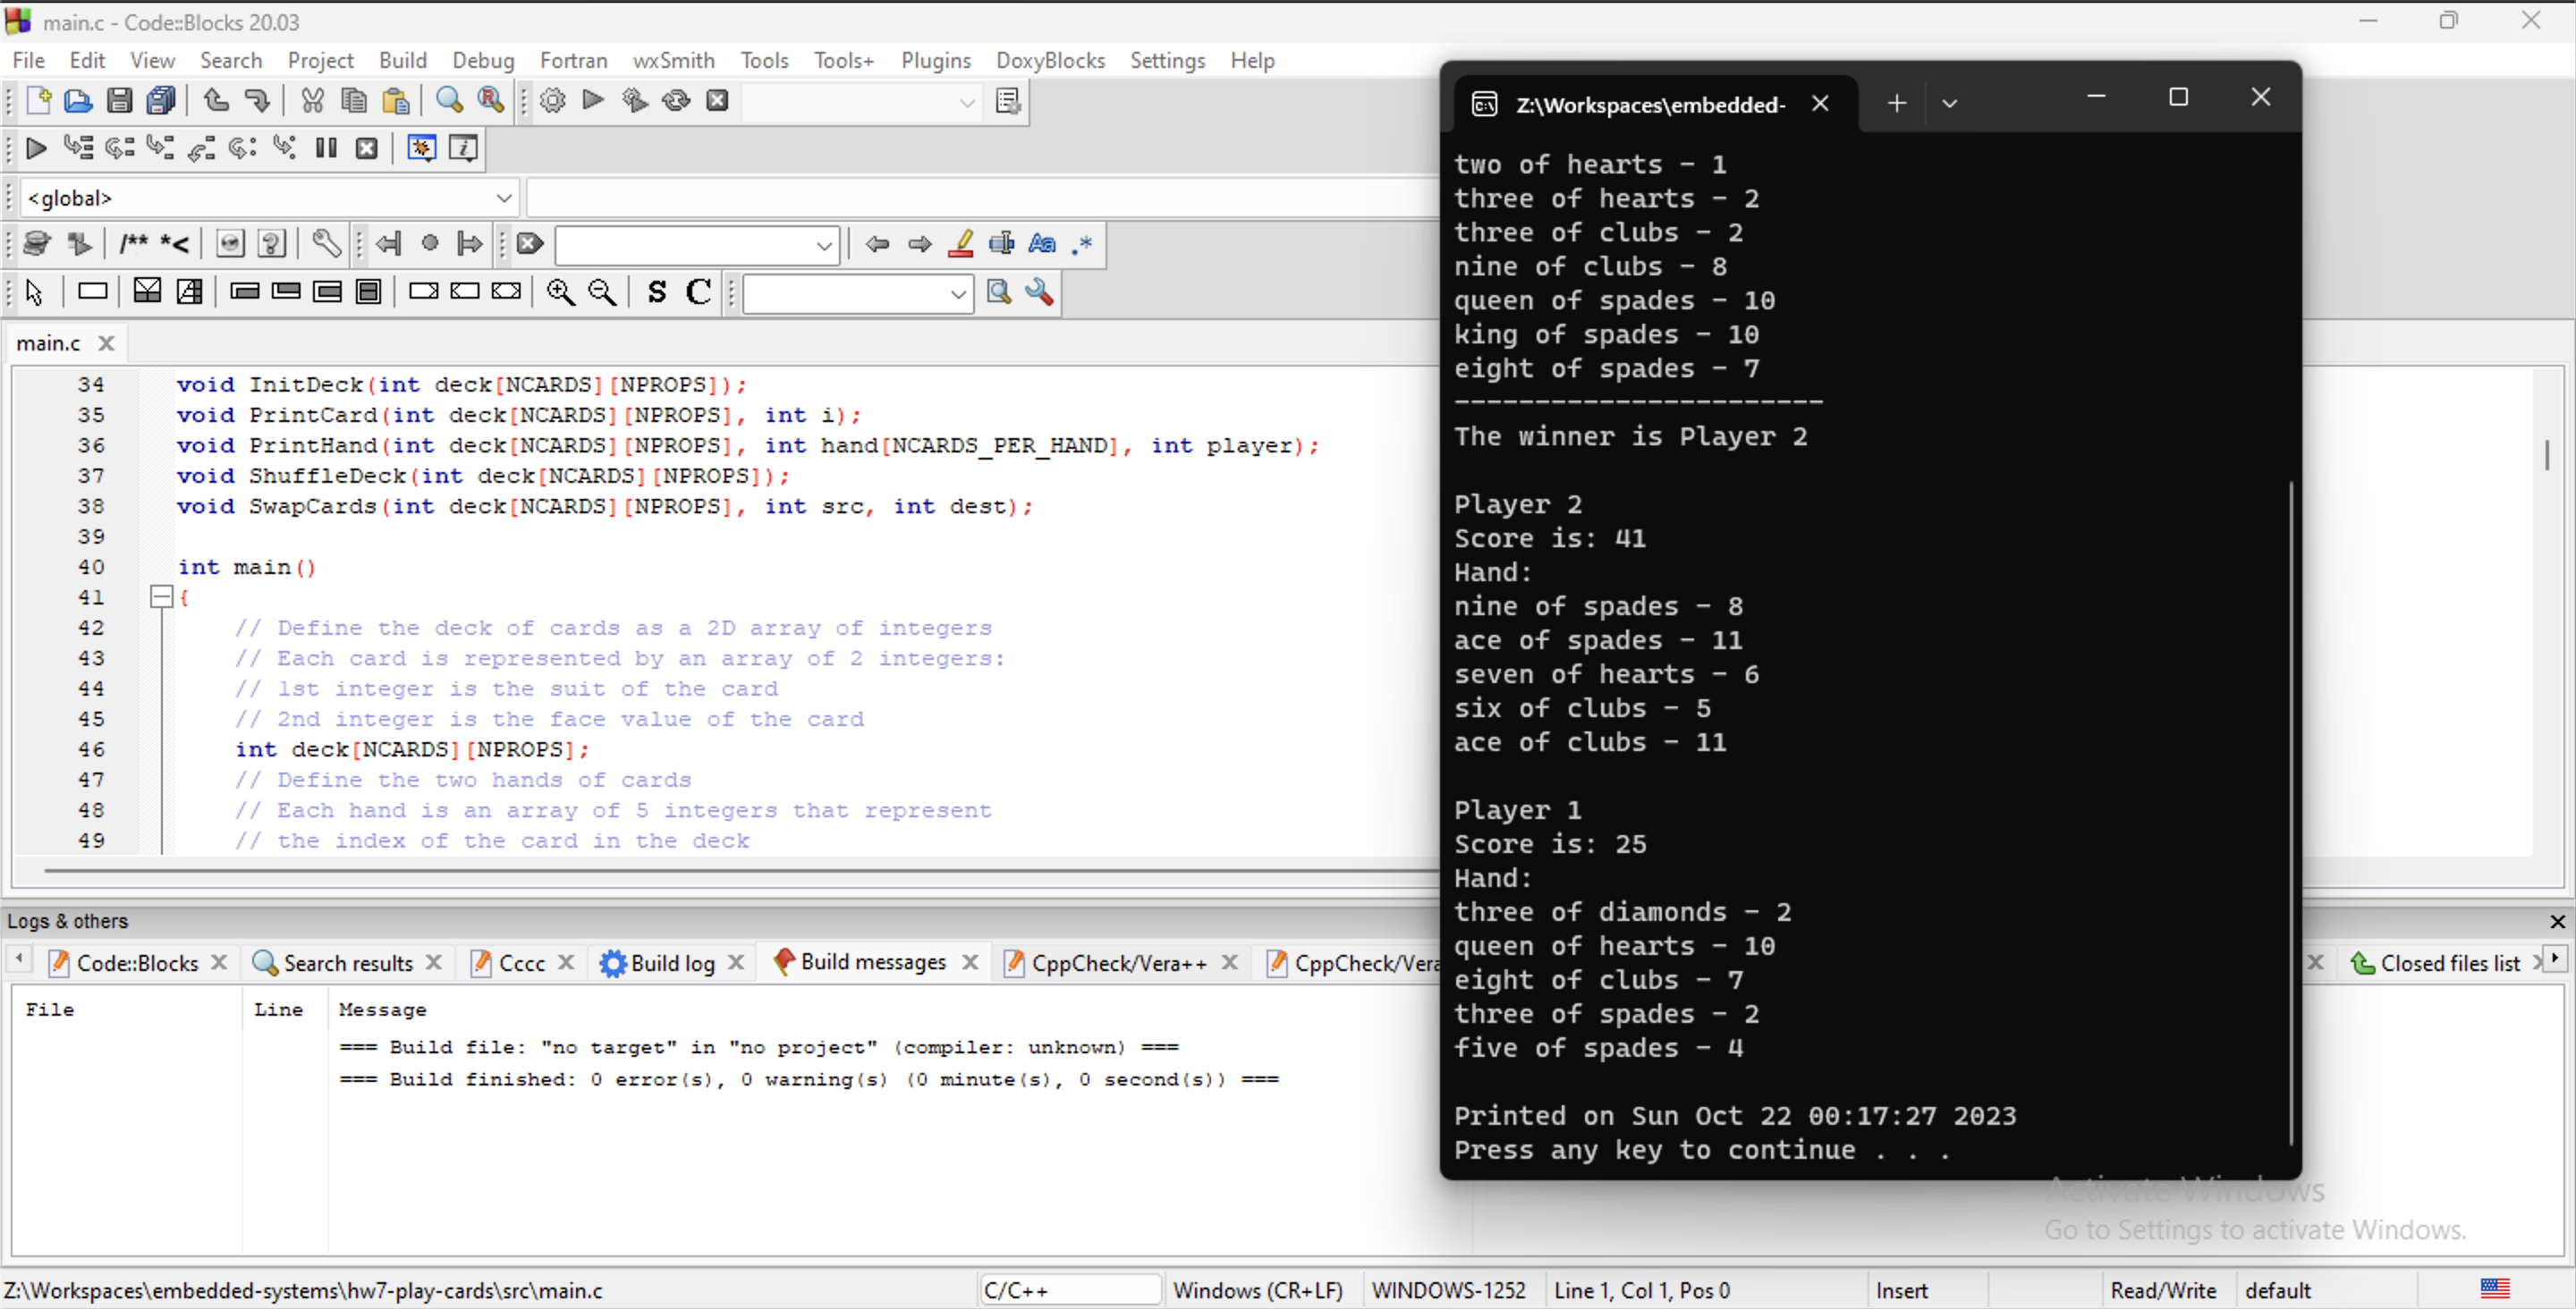 main.c - Code::Blocks 20.03
File Edit View Search Project Build Debug Fortran wxSmith Tools Tools+ Plugins DoxyBlocks Settings Help
<global>
/** *<
Aa .*
S C
main.c
34 void InitDeck(int deck[NCARDS][NPROPS]);
35 void PrintCard(int deck[NCARDS][NPROPS], int i);
36 void PrintHand(int deck[NCARDS][NPROPS], int hand[NCARDS_PER_HAND], int player);
37 void ShuffleDeck(int deck[NCARDS][NPROPS]);
38 void SwapCards(int deck[NCARDS][NPROPS], int src, int dest);
39
40 int main()
41 {
42 // Define the deck of cards as a 2D array of integers
43 // Each card is represented by an array of 2 integers:
44 // 1st integer is the suit of the card
45 // 2nd integer is the face value of the card
46 int deck[NCARDS][NPROPS];
47 // Define the two hands of cards
48 // Each hand is an array of 5 integers that represent
49 // the index of the card in the deck
Logs & others
Code::Blocks Search results Cccc Build log Build messages CppCheck/Vera++ CppCheck/Vera Closed files list
File Line Message
=== Build file: "no target" in "no project" (compiler: unknown) ===
=== Build finished: 0 error(s), 0 warning(s) (0 minute(s), 0 second(s)) ===
Z:\Workspaces\embedded-systems\hw7-play-cards\src\main.c C/C++ Windows (CR+LF) WINDOWS-1252 Line 1, Col 1, Pos 0 Insert Read/Write default
Z:\Workspaces\embedded-
two of hearts - 1
three of hearts - 2
three of clubs - 2
nine of clubs - 8
queen of spades - 10
king of spades - 10
eight of spades - 7
-----------------------
The winner is Player 2
Player 2
Score is: 41
Hand:
nine of spades - 8
ace of spades - 11
seven of hearts - 6
six of clubs - 5
ace of clubs - 11
Player 1
Score is: 25
Hand:
three of diamonds - 2
queen of hearts - 10
eight of clubs - 7
three of spades - 2
five of spades - 4
Printed on Sun Oct 22 00:17:27 2023
Press any key to continue . . .
Activate Windows
Go to Settings to activate Windows.